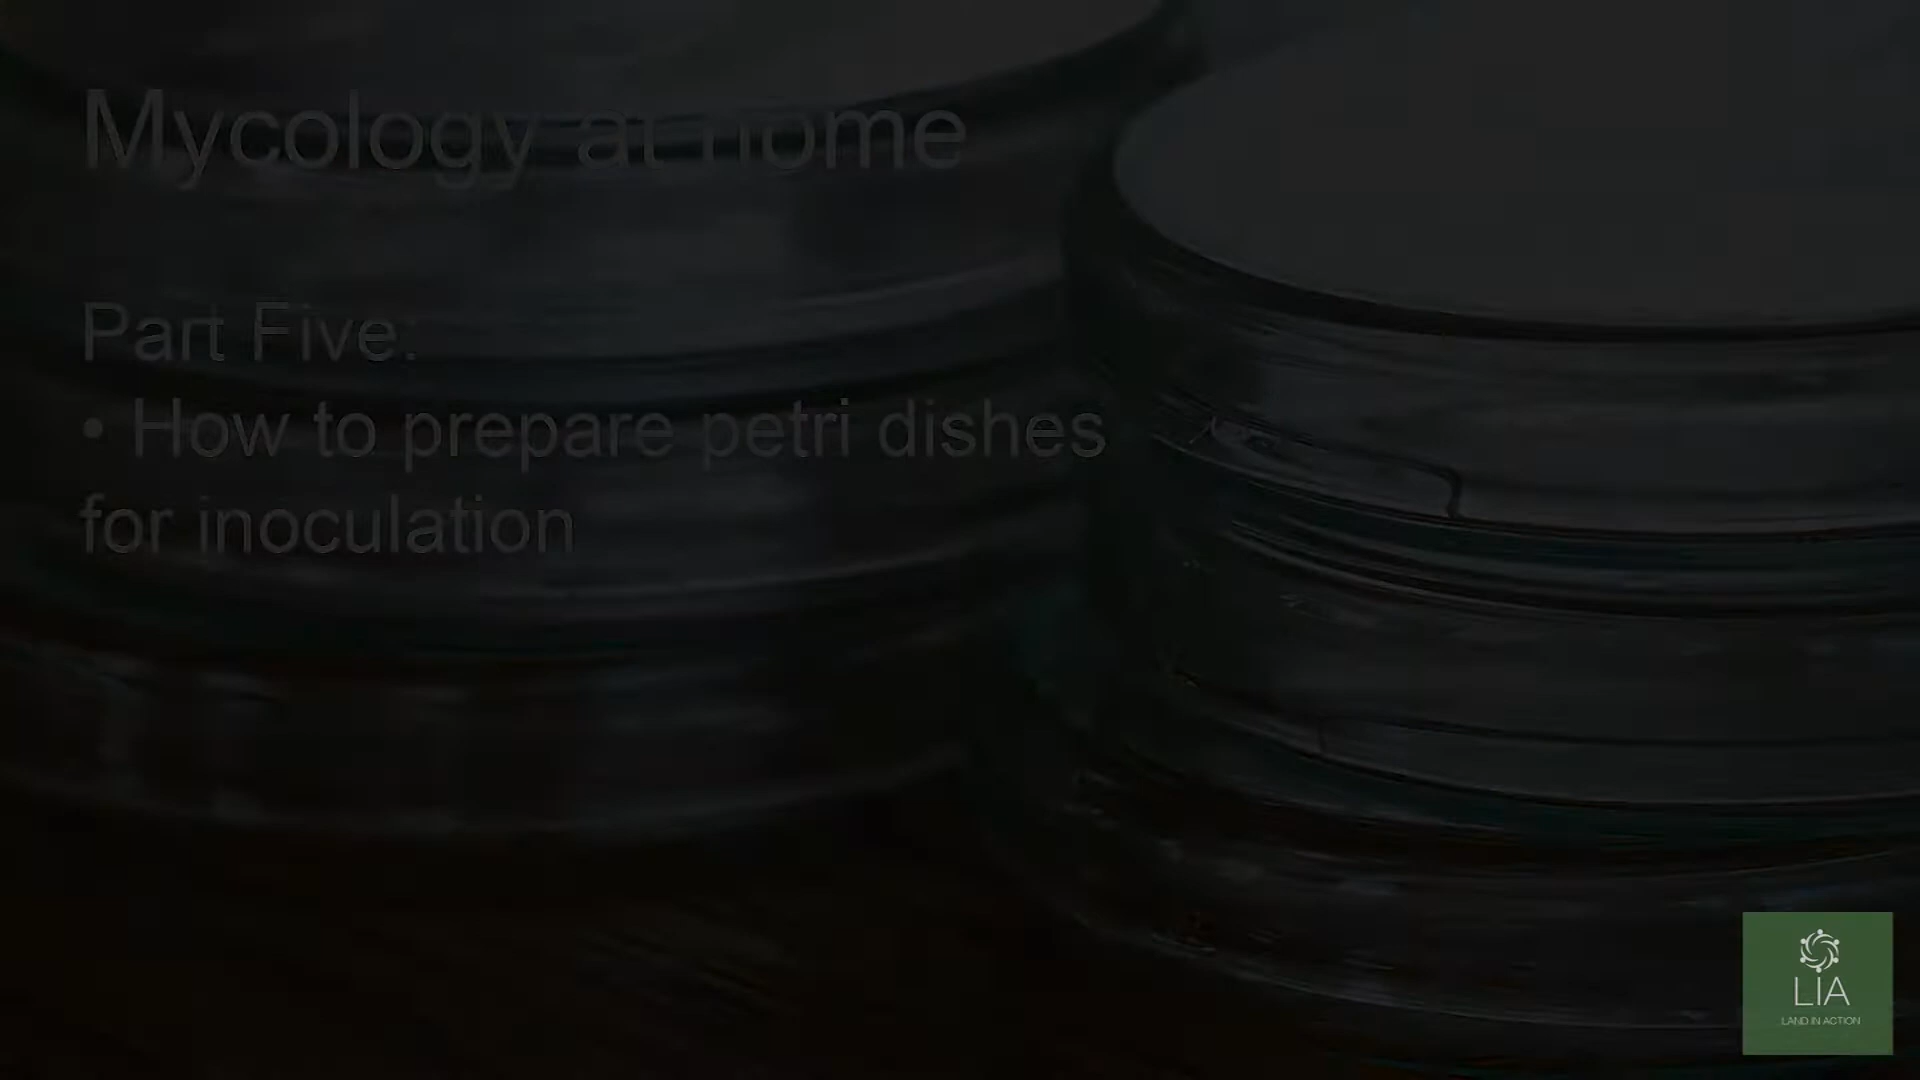 Mycology at home
Part Five:
• How to prepare petri dishes
for inoculation
LIA
LAND IN ACTION